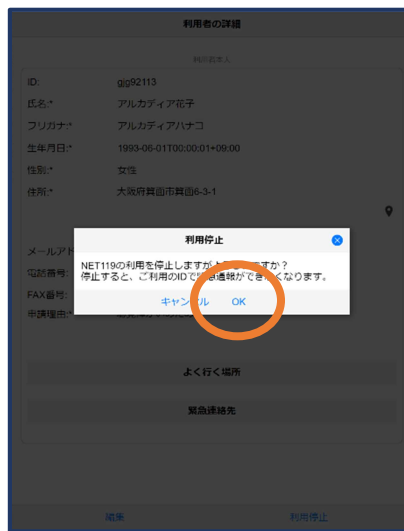 利用者の詳細
利用者本人
ID: gjg92113
氏名:* アルカディア花子
フリガナ:* アルカディアハナコ
生年月日:* 1993-06-01T00:00:01+09:00
性別:* 女性
住所:* 大阪府箕面市箕面6-3-1
利用停止
メールアド
NET119の利用を停止しますがよろしいですか?
停止すると、ご利用のIDで緊急通報ができなくなります。
電話番号:
キャンセル OK
FAX番号:
申請理由:*
よく行く場所
緊急連絡先
編集 利用停止